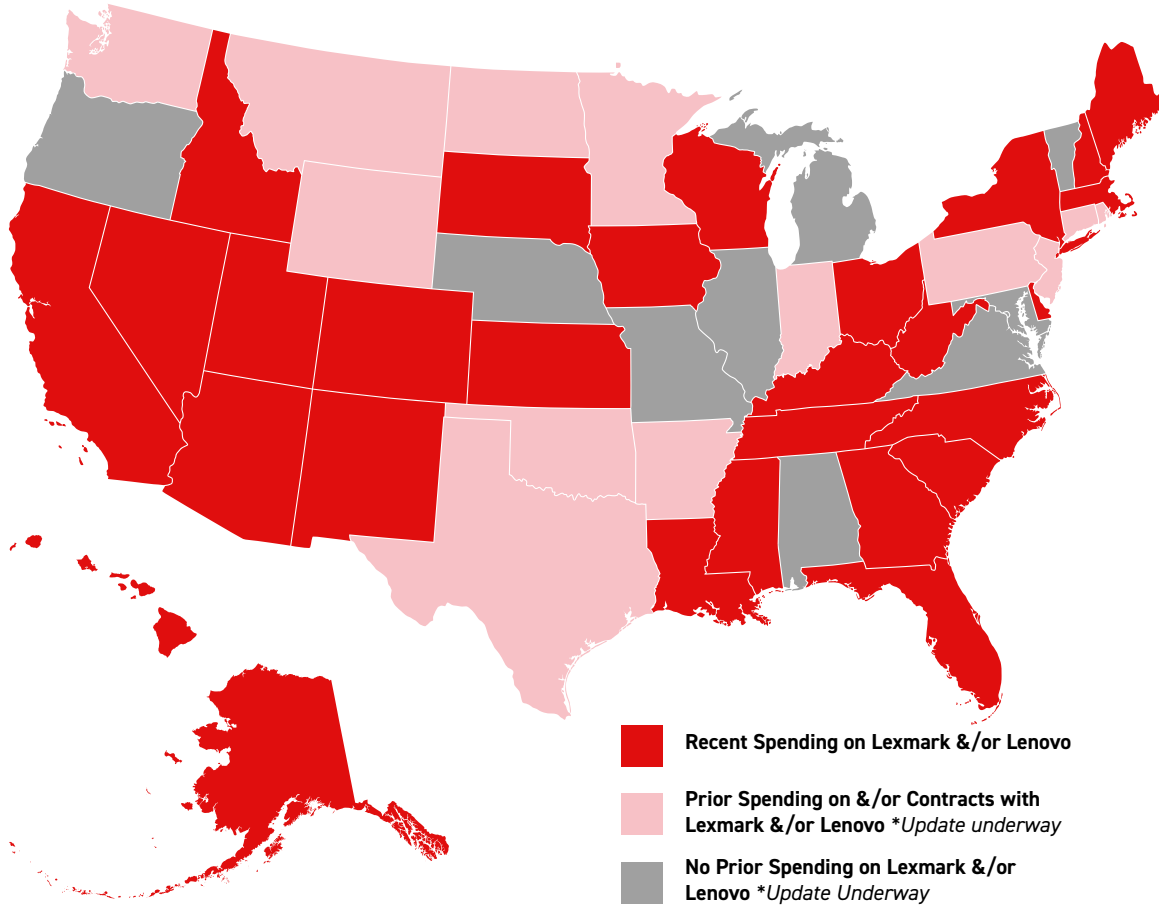 Recent Spending on Lexmark &/or Lenovo
Prior Spending on &/or Contracts with
Lexmark &/or Lenovo *Update underway
No Prior Spending on Lexmark &/or
Lenovo *Update Underway